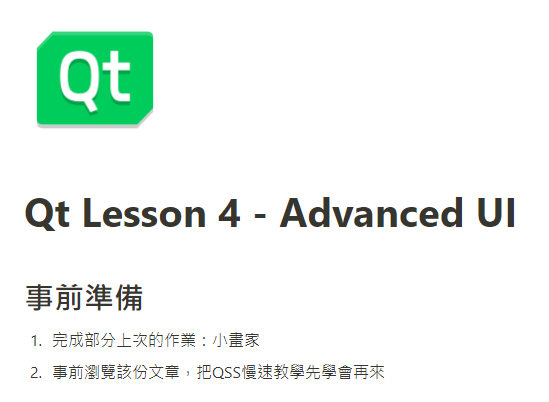 Qt
Qt Lesson 4 - Advanced UI
事前準備
1. 完成部分上次的作業：小畫家
2. 事前瀏覽該份文章，把QSS慢速教學先學會再來